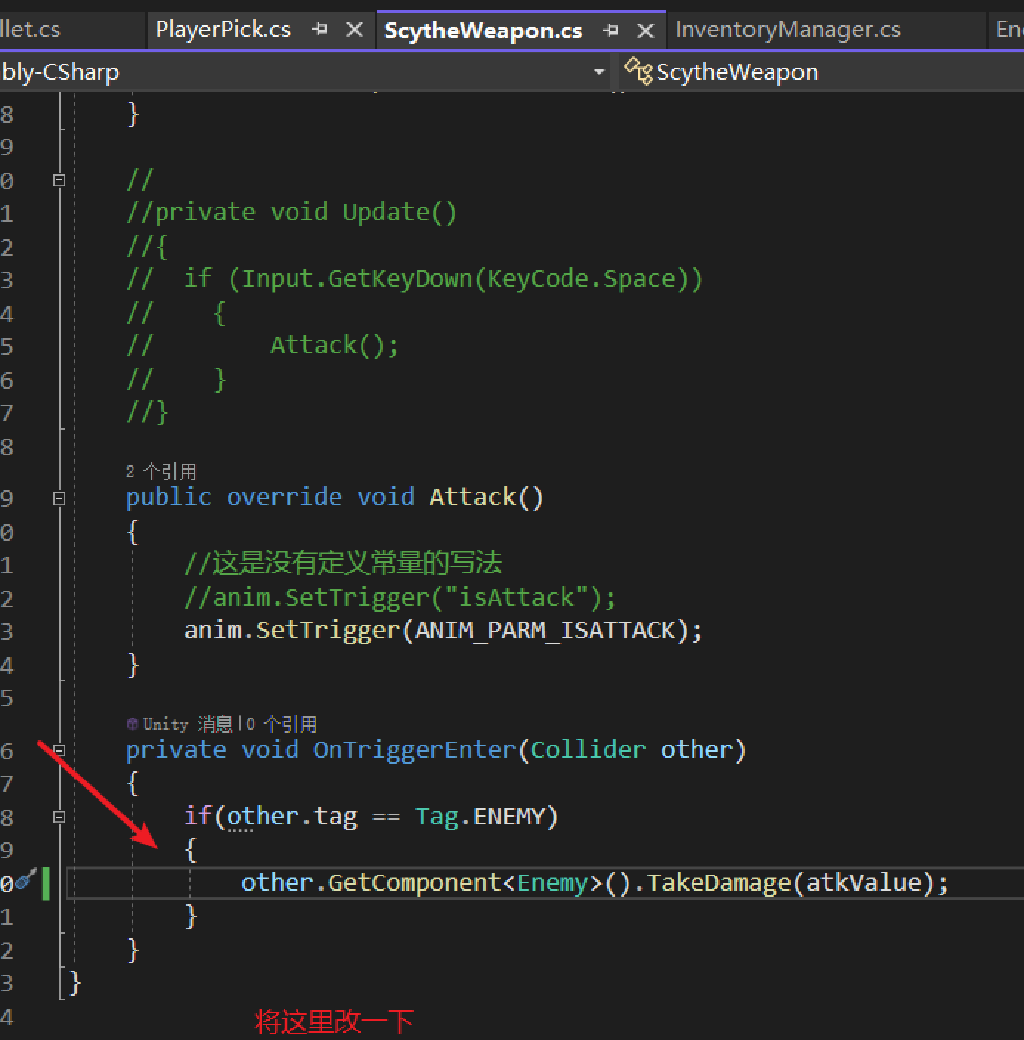 llet.cs PlayerPick.cs ScytheWeapon.cs InventoryManager.cs En
bly-CSharp ScytheWeapon
8 }
9
0 //
1 //private void Update()
2 //{
3 // if (Input.GetKeyDown(KeyCode.Space))
4 // {
5 // Attack();
6 // }
7 //}
8
2 个引用
9 public override void Attack()
0 {
1 //这是没有定义常量的写法
2 //anim.SetTrigger("isAttack");
3 anim.SetTrigger(ANIM_PARM_ISATTACK);
4 }
5
Unity 消息|0 个引用
6 private void OnTriggerEnter(Collider other)
7 {
8 if(other.tag == Tag.ENEMY)
9 {
0 other.GetComponent<Enemy>().TakeDamage(atkValue);
1 }
2 }
3 }
4 将这里改一下